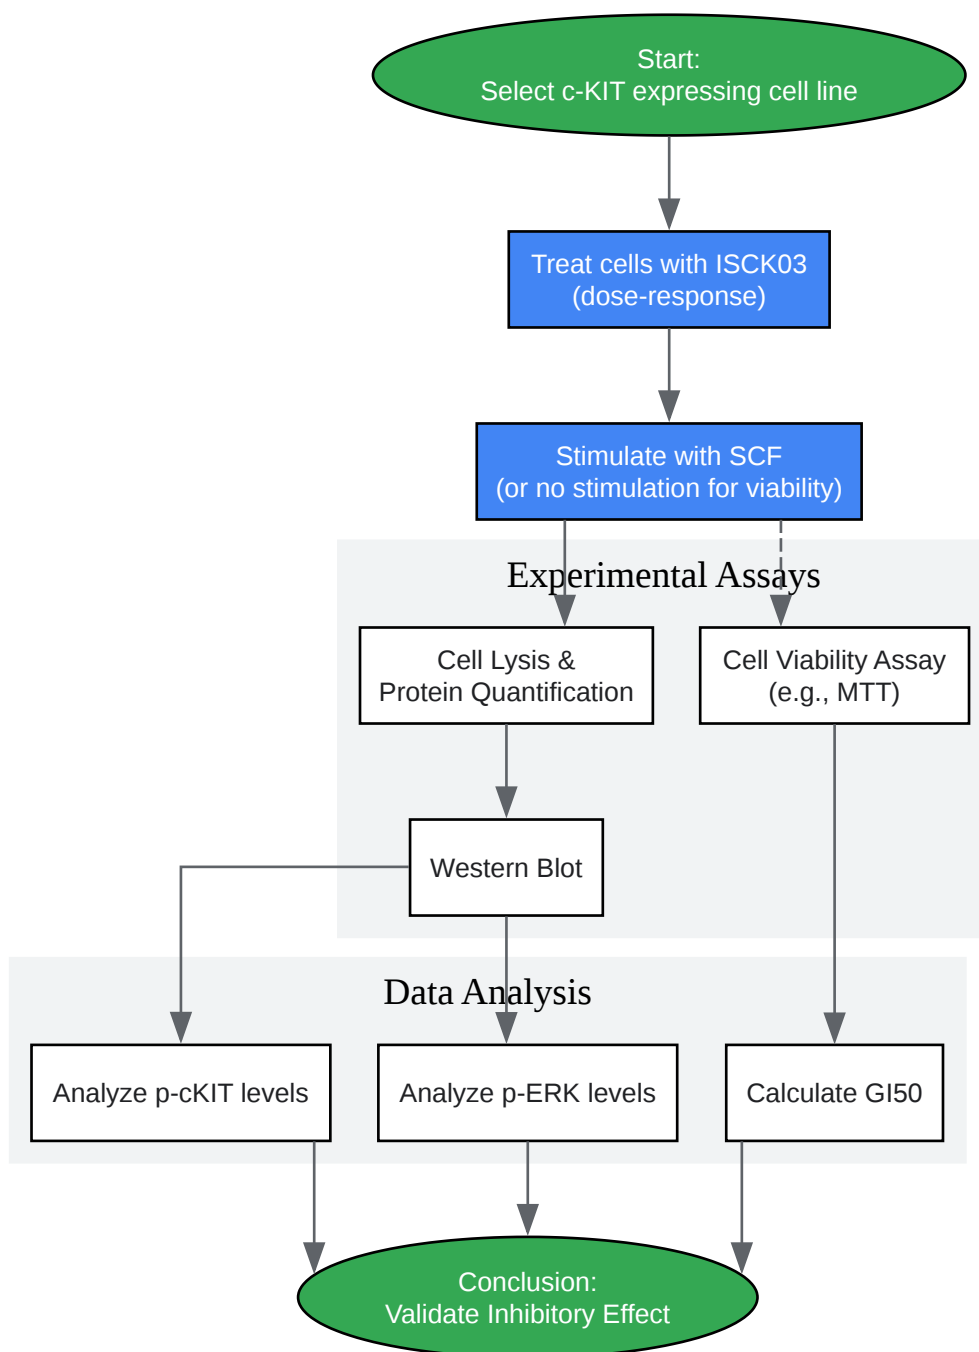 Start:
Select c-KIT expressing cell line
Treat cells with ISCK03
(dose-response)
Stimulate with SCF
(or no stimulation for viability)
Experimental Assays
Cell Lysis &
Protein Quantification
Cell Viability Assay
(e.g., MTT)
Western Blot
Data Analysis
Analyze p-cKIT levels
Analyze p-ERK levels
Calculate GI50
Conclusion:
Validate Inhibitory Effect